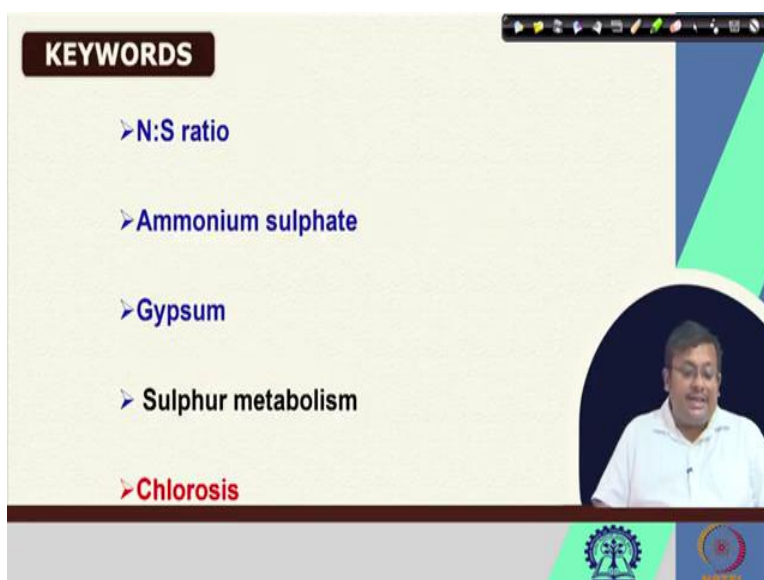 KEYWORDS
➢N:S ratio
➢Ammonium sulphate
➢Gypsum
➢ Sulphur metabolism
➢Chlorosis